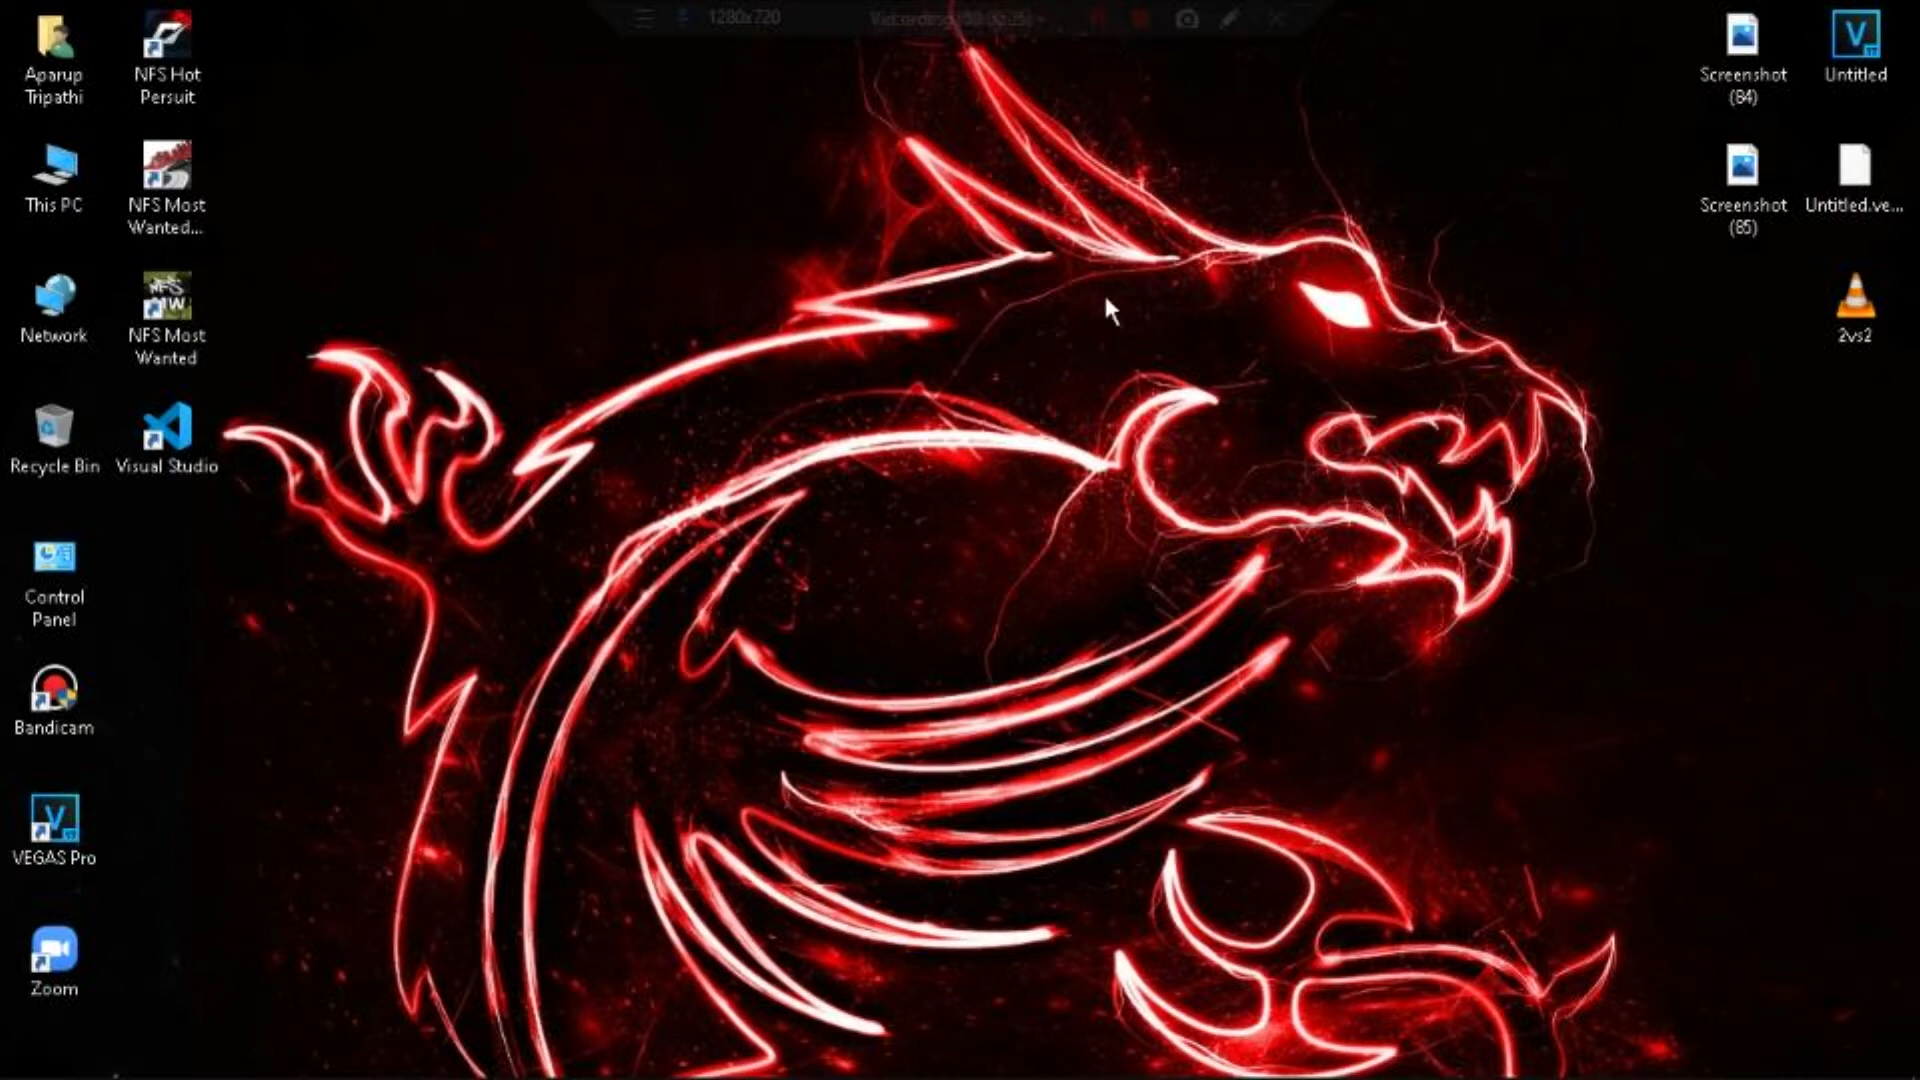 1280x720
Aparup
Tripathi
NFS Hot
Persuit
This PC
NFS Most
Wanted...
Network
NFS Most
Wanted
Recycle Bin
Visual Studio
Control
Panel
Bandicam
VEGAS Pro
Zoom
Screenshot
(84)
Untitled
Screenshot
(85)
Untitled.ve...
2vs2